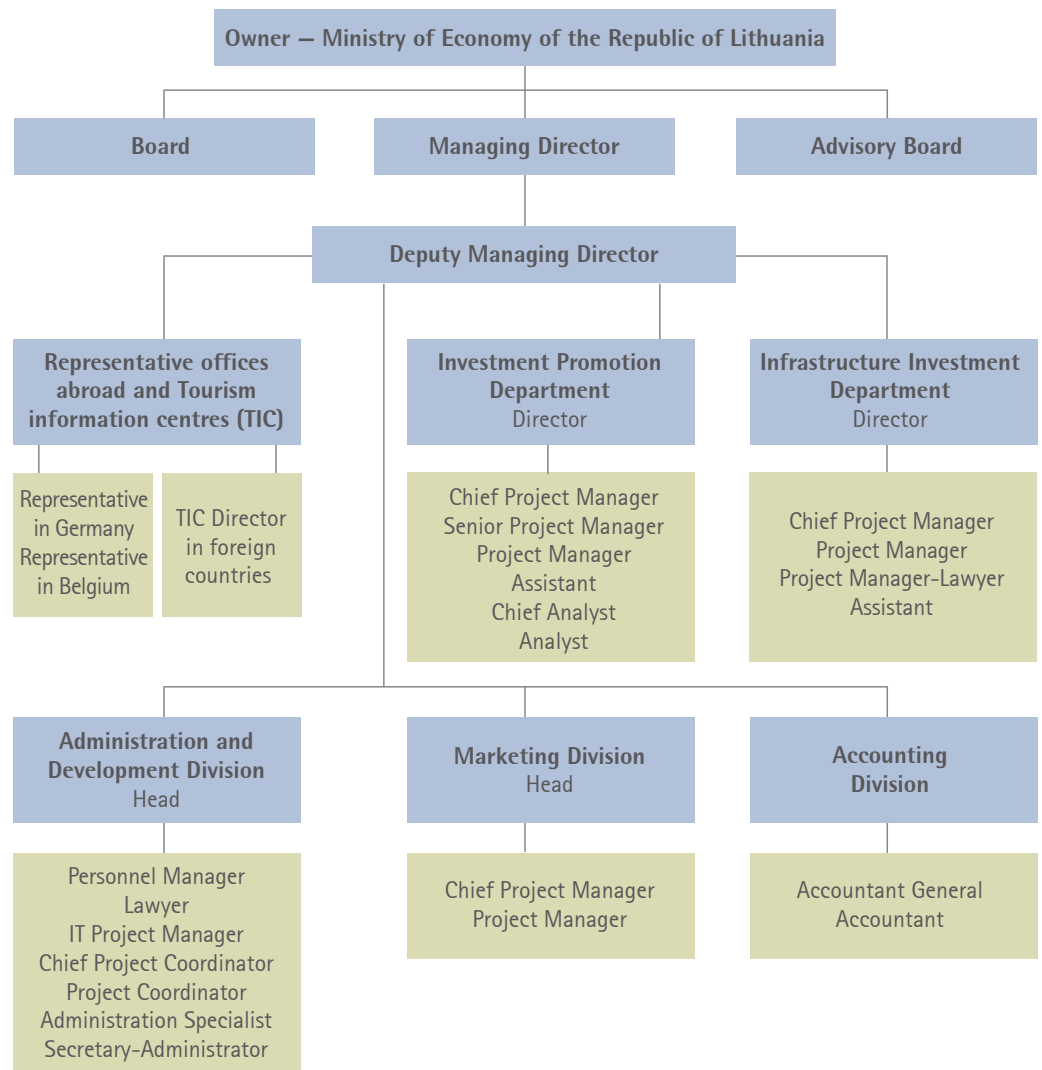 Owner — Ministry of Economy of the Republic of Lithuania
Board
Managing Director
Advisory Board
Deputy Managing Director
Representative offices
abroad and Tourism
information centres (TIC)
Investment Promotion
Department
Director
Infrastructure Investment
Department
Director
Representative
in Germany
Representative
in Belgium
TIC Director
in foreign
countries
Chief Project Manager
Senior Project Manager
Project Manager
Assistant
Chief Analyst
Analyst
Chief Project Manager
Project Manager
Project Manager-Lawyer
Assistant
Administration and
Development Division
Head
Marketing Division
Head
Accounting
Division
Personnel Manager
Lawyer
IT Project Manager
Chief Project Coordinator
Project Coordinator
Administration Specialist
Secretary-Administrator
Chief Project Manager
Project Manager
Accountant General
Accountant